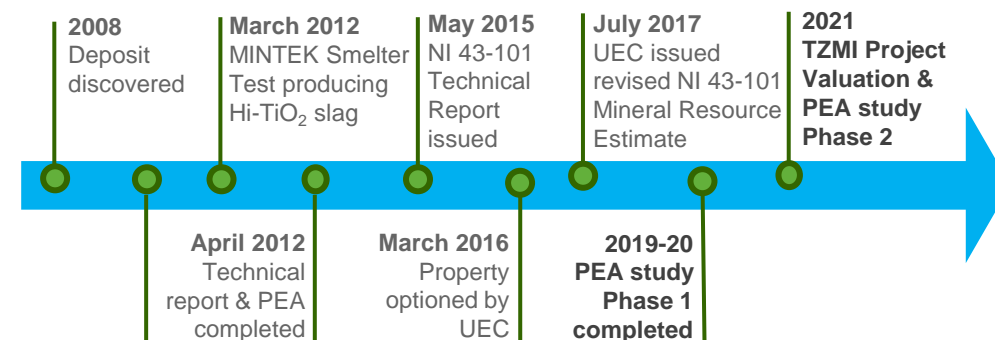 2008
Deposit
discovered
March 2012
MINTEK Smelter
Test producing
Hi-TiO₂ slag
May 2015
NI 43-101
Technical
Report
issued
July 2017
UEC issued
revised NI 43-101
Mineral Resource
Estimate
2021
TZMI Project
Valuation &
PEA study
Phase 2
April 2012
Technical
report & PEA
completed
March 2016
Property
optioned by
UEC
2019-20
PEA study
Phase 1
completed